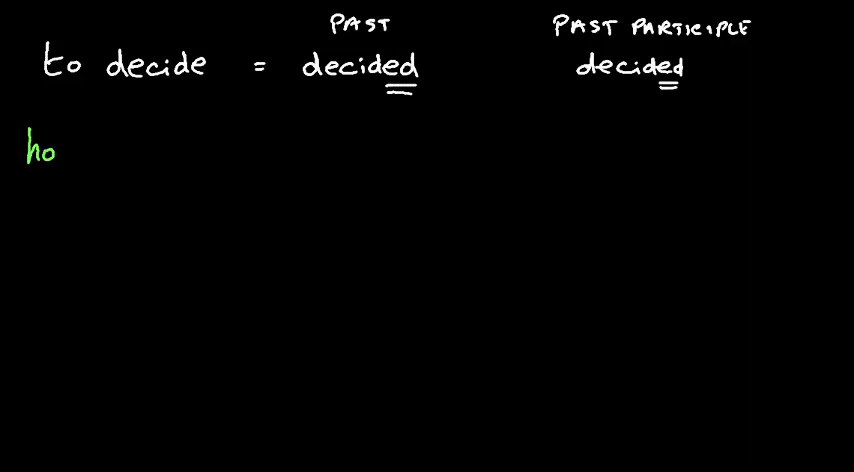 PAST PAST PARTICIPLE
to decide = decided decided
ho